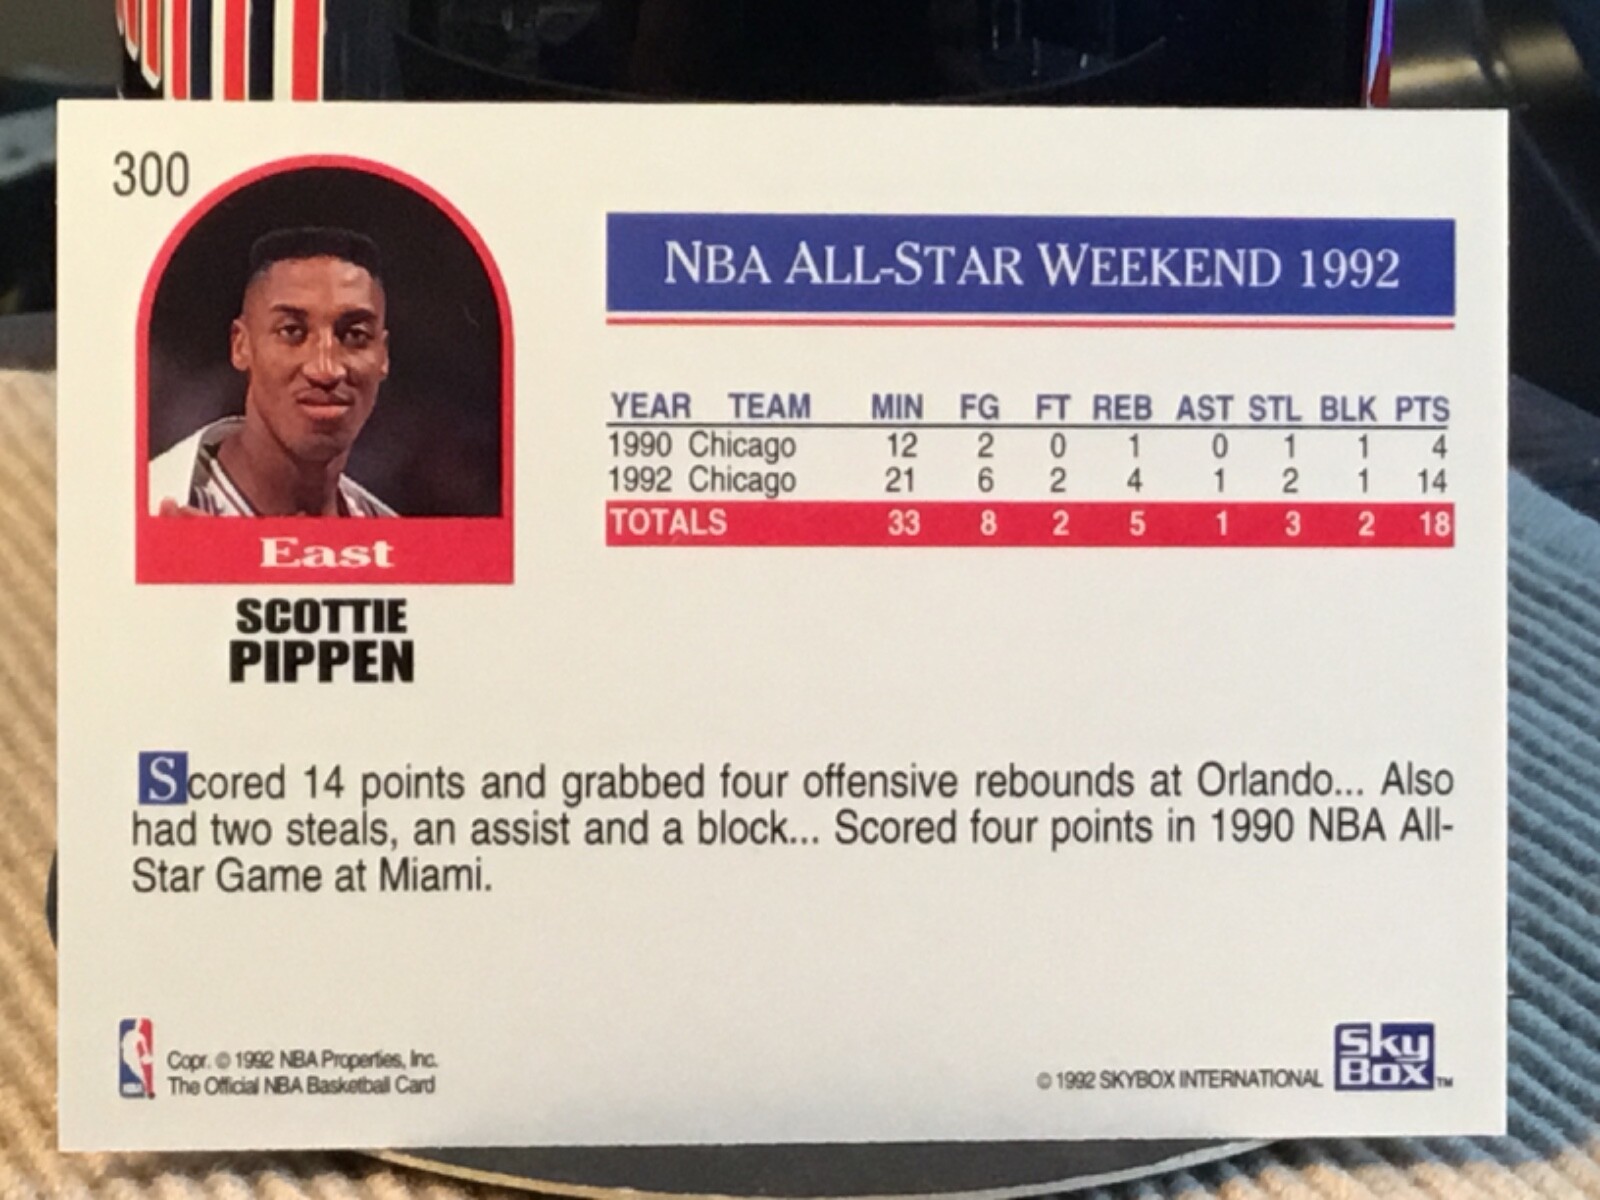 300
NBA ALL-STAR WEEKEND 1992
YEAR TEAM MIN FG FT REB AST STL BLK PTS
1990 Chicago 12 2 0 1 0 1 1 4
1992 Chicago 21 6 2 4 1 2 1 14
TOTALS 33 8 2 5 1 3 2 18
East
SCOTTIE
PIPPEN
Scored 14 points and grabbed four offensive rebounds at Orlando... Also
had two steals, an assist and a block... Scored four points in 1990 NBA All-
Star Game at Miami.
Copr. © 1992 NBA Properties, Inc.
The Official NBA Basketball Card
© 1992 SKYBOX INTERNATIONAL
SkyBox™